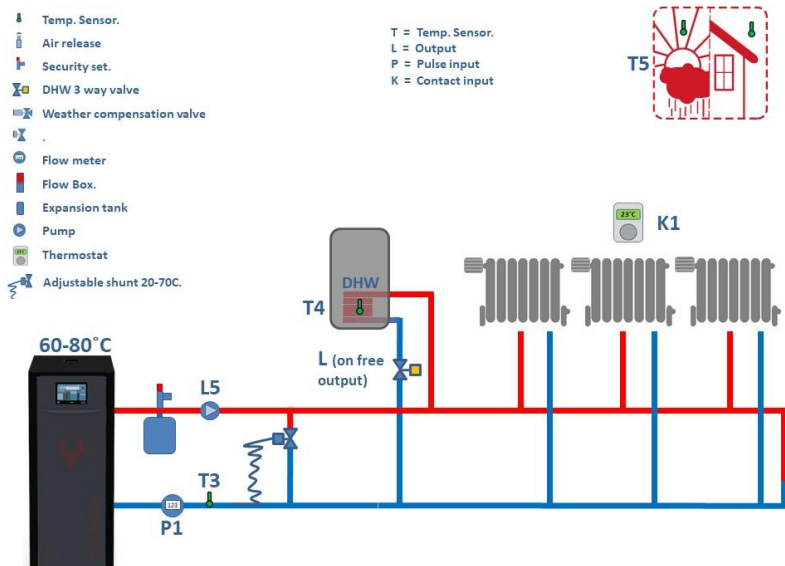 Temp. Sensor.
Air release
Security set.
DHW 3 way valve
Weather compensation valve
.
Flow meter
Flow Box.
Expansion tank
Pump
Thermostat
Adjustable shunt 20-70C.
T = Temp. Sensor.
L = Output
P = Pulse input
K = Contact input
T5
23°C
K1
DHW
T4
L (on free
output)
60-80˚C
L5
T3
123
P1